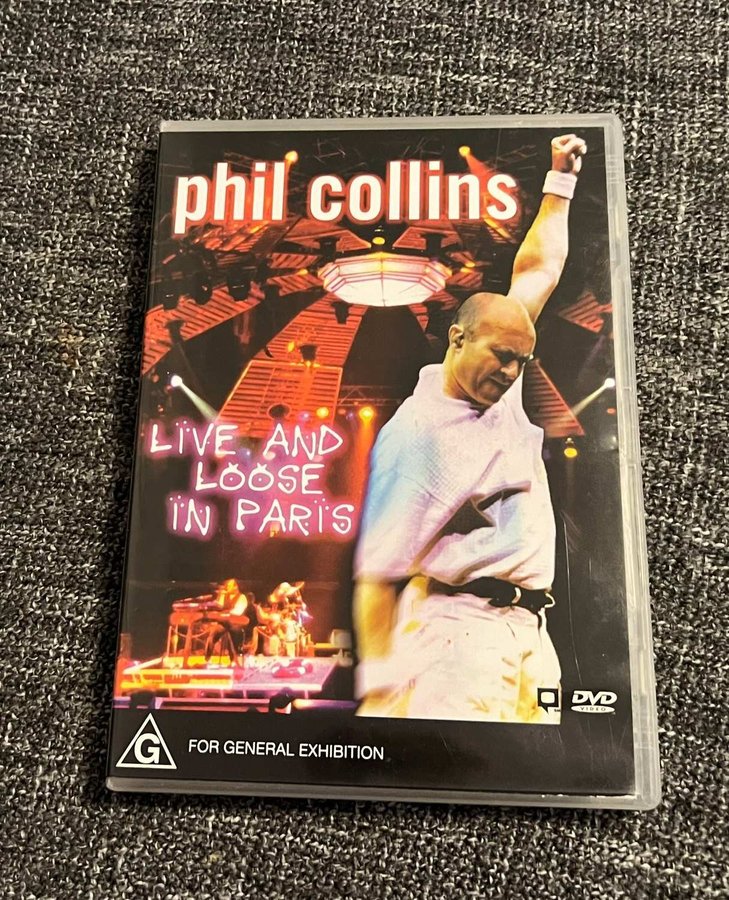 phil collins
LIVE AND
LOOSE
IN PARIS
DVD
VIDEO
G
FOR GENERAL EXHIBITION